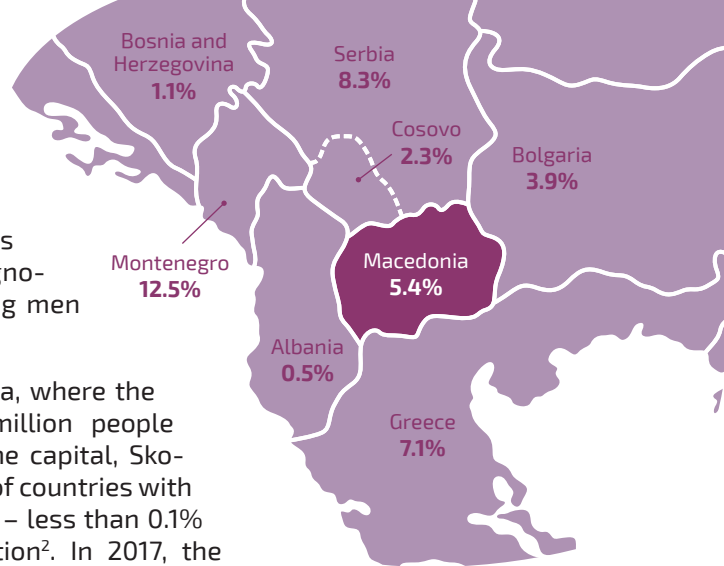 Bosnia and
Herzegovina
1.1%
Serbia
8.3%
Cosovo
2.3%
Bolgaria
3.9%
Montenegro
12.5%
Macedonia
5.4%
Albania
0.5%
Greece
7.1%
s
gno-
g men
a, where the
million people
ne capital, Sko-
of countries with
– less than 0.1%
tion². In 2017, the